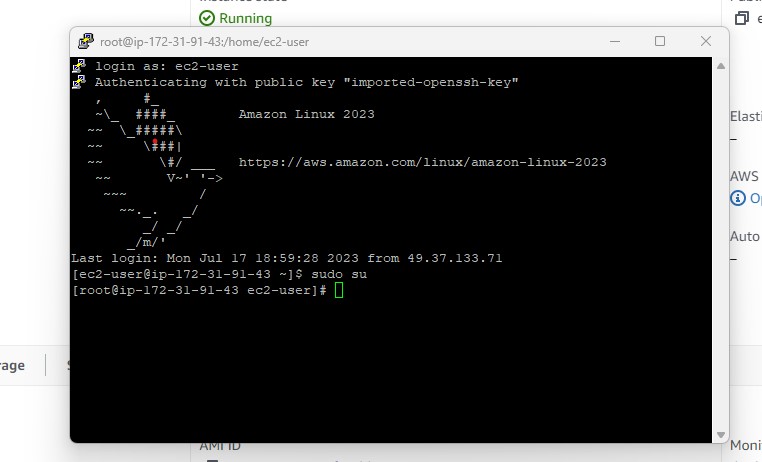 Instance state
Running
root@ip-172-31-91-43:/home/ec2-user
login as: ec2-user
Authenticating with public key "imported-openssh-key"
   ,     #_
   ~\_  ####_        Amazon Linux 2023
  ~~  \_#####\
  ~~     \###|
  ~~       \#/ ___   https://aws.amazon.com/linux/amazon-linux-2023
   ~~       V~' '->
    ~~~         /
      ~~._.   _/
         _/ _/
       _/m/'
Last login: Mon Jul 17 18:59:28 2023 from 49.37.133.71
[ec2-user@ip-172-31-91-43 ~]$ sudo su
[root@ip-172-31-91-43 ec2-user]#
Elasti
–
AWS
Op
Auto
–
rage
AMI ID
Moni